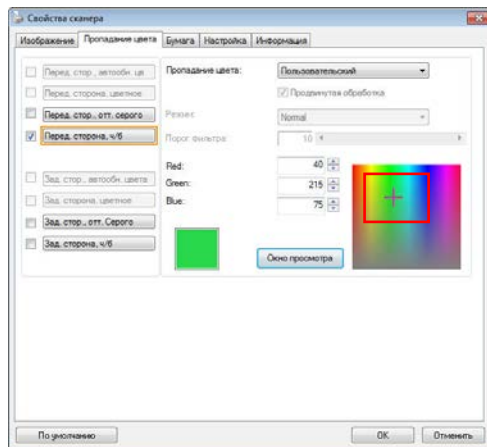 Свойства сканера
Изображение Пропадание цвета Бумага Настройка Информация
Перед. стор., автообн. цв
Перед. сторона, цветное
Перед. стор., отт. серого
Перед. сторона, ч/б
Зад. стор., автообн. цвета
Зад. сторона, цветное
Зад. стор., отт. Серого
Зад. сторона, ч/б
Пропадание цвета: Пользовательский
Продвинутая обработка
Режим: Normal
Порог фильтра: 10
Red: 40
Green: 215
Blue: 75
Окно просмотра
По умолчанию OK Отменить